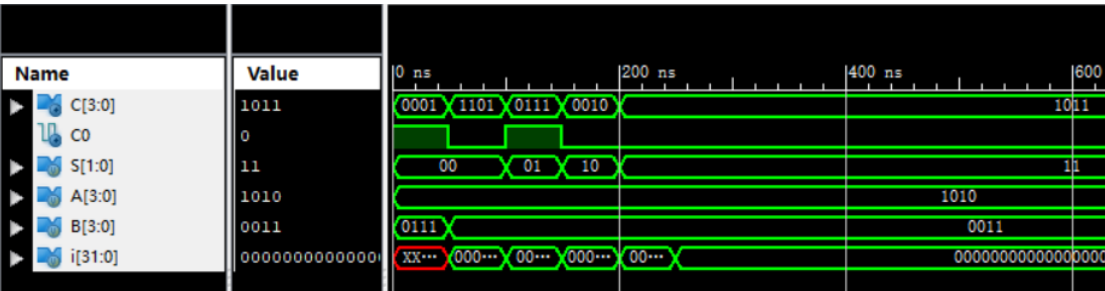 Name Value 0 ns 200 ns 400 ns 600
C[3:0] 1011 0001 1101 0111 0010 1011
C0 0
S[1:0] 11 00 01 10 11
A[3:0] 1010 1010
B[3:0] 0011 0111 0011
i[31:0] 00000000000000 xx··· 000··· 00··· 000··· 00··· 00000000000000000